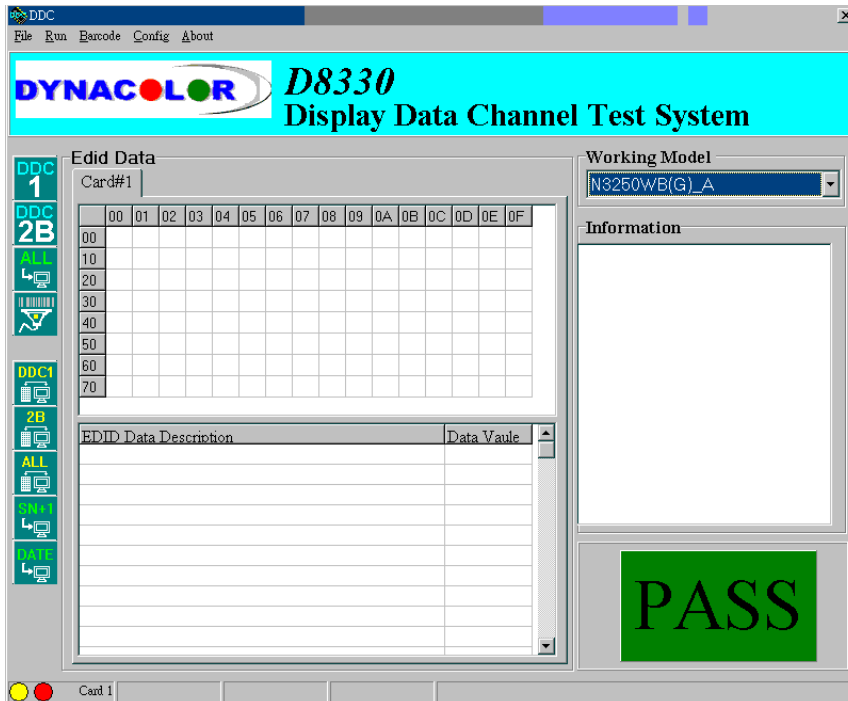 DDC
File Run Barcode Config About
DYNACOLOR
D8330
Display Data Channel Test System
DDC
1
DDC
2B
ALL
DDC1
2B
ALL
SN+1
DATE
Edid Data
Card#1
00 01 02 03 04 05 06 07 08 09 0A 0B 0C 0D 0E 0F
00
10
20
30
40
50
60
70
EDID Data Description Data Vaule
Working Model
N3250WB(G)_A
Information
PASS
Card 1